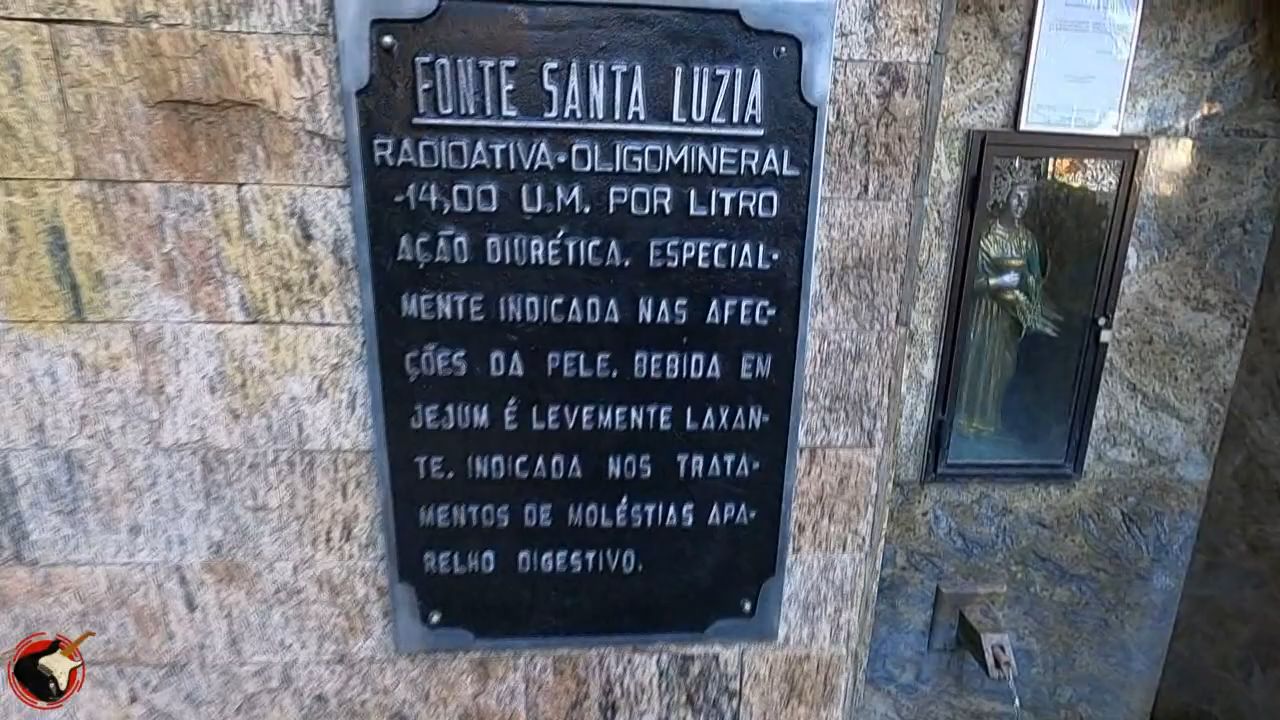 FONTE SANTA LUZIA
RADIOATIVA-OLIGOMINERAL
-14,00 U.M. POR LITRO
AÇÃO DIURÉTICA. ESPECIAL-
MENTE INDICADA NAS AFEC-
ÇÕES DA PELE. BEBIDA EM
JEJUM É LEVEMENTE LAXAN-
TE. INDICADA NOS TRATA-
MENTOS DE MOLÉSTIAS APA-
RELHO DIGESTIVO.